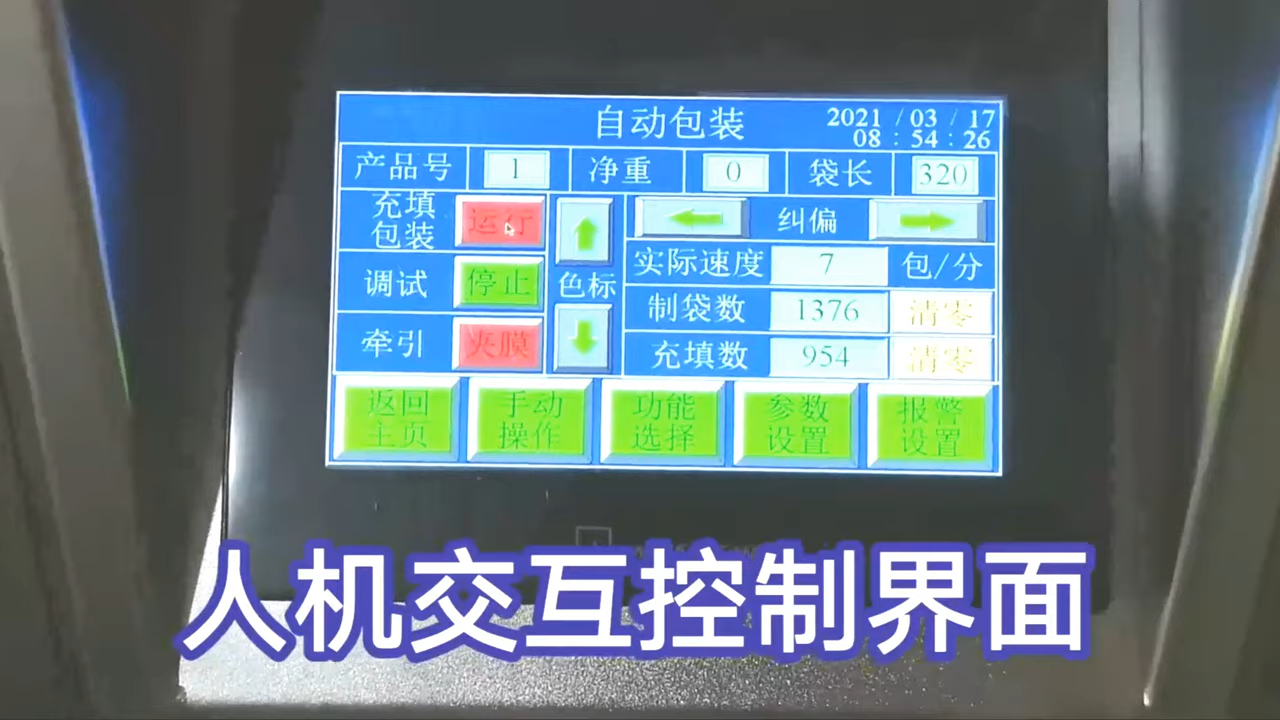 自动包装
2021 / 03 / 17
08 : 54 : 26
产品号 1 净重 0 袋长 320
充填
包装
运行
纠偏
调试 停止
色标
实际速度 7 包/分
制袋数 1376 清零
牵引 夹膜
充填数 954 清零
返回
主页
手动
操作
功能
选择
参数
设置
报警
设置
人机交互控制界面